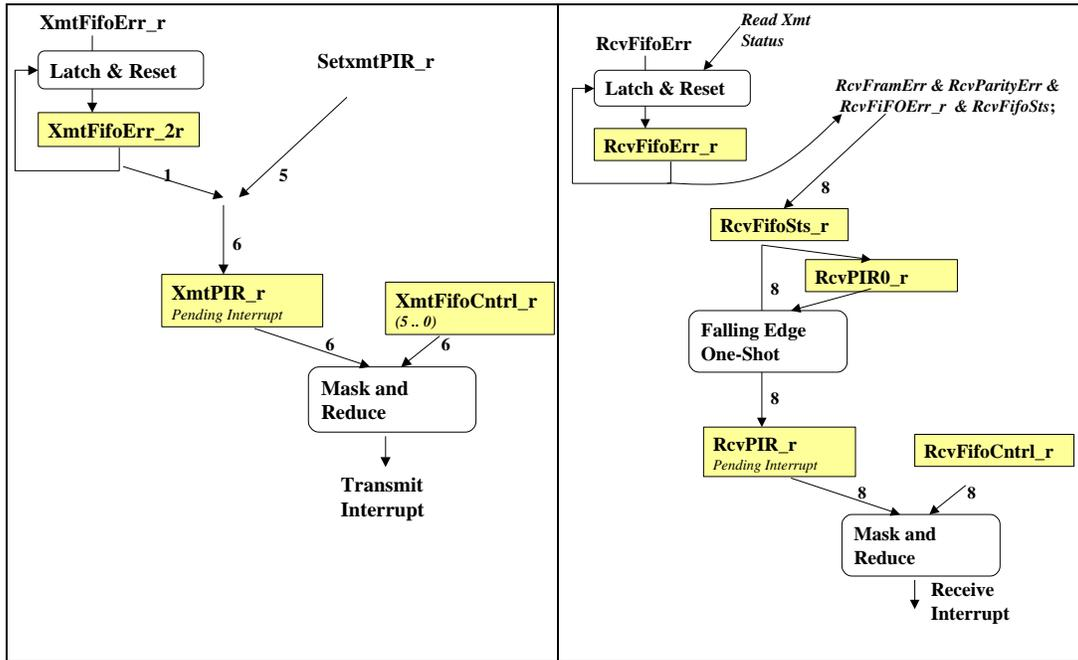 XmtFifoErr_r
Latch & Reset
XmtFifoErr_2r
SetxmtPIR_r
1
5
6
XmtPIR_r
Pending Interrupt
XmtFifoCntrl_r
(5 .. 0)
6
6
Mask and
Reduce
Transmit
Interrupt
Read Xmt
Status
RcvFifoErr
Latch & Reset
RcvFifoErr_r
RcvFramErr & RcvParityErr &
RcvFiFOErr_r & RcvFifoSts;
8
RcvFifoSts_r
RcvPIR0_r
8
Falling Edge
One-Shot
8
RcvPIR_r
Pending Interrupt
RcvFifoCntrl_r
8
8
Mask and
Reduce
Receive
Interrupt